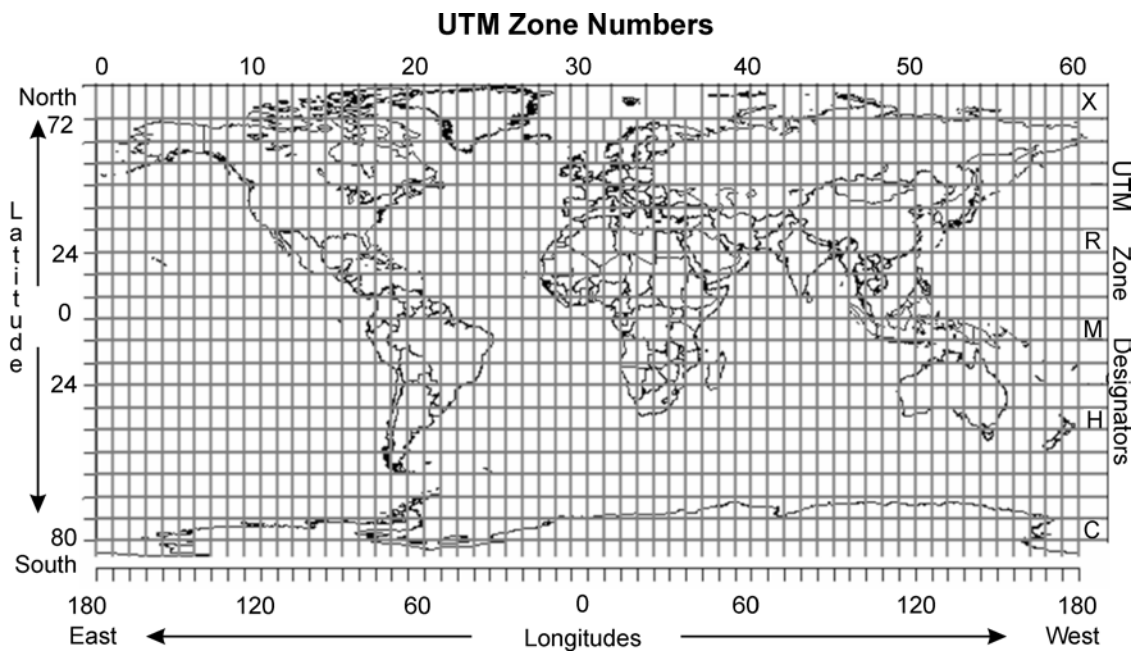 UTM Zone Numbers
0 10 20 30 40 50 60
North
X
72
Latitude
UTM Zone Designators
R
24
0
M
24
H
C
80
South
180 120 60 0 60 120 180
East Longitudes West